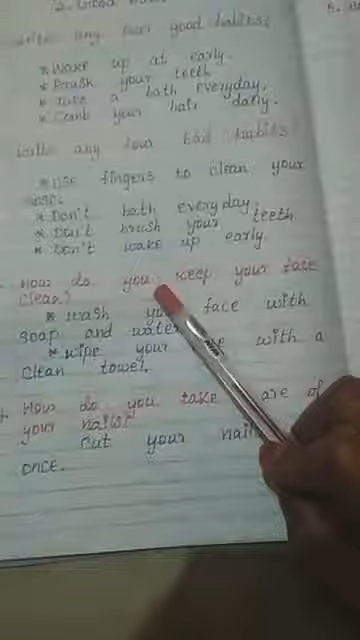 2. Good
any four good habits?
* Wake up at early.
* Brush your teeth
* Take a bath everyday.
* Comb your hair daily.
Write any four bad habits?
* Use fingers to clean your
* Don't bath everyday.
* Don't brush your teeth
* Don't wake up early.
How do you keep your face
clean?
* Wash your face with
soap and water
* Wipe your with a
clean towel.
How do you take care of
your nails?
Cut your nails
once.